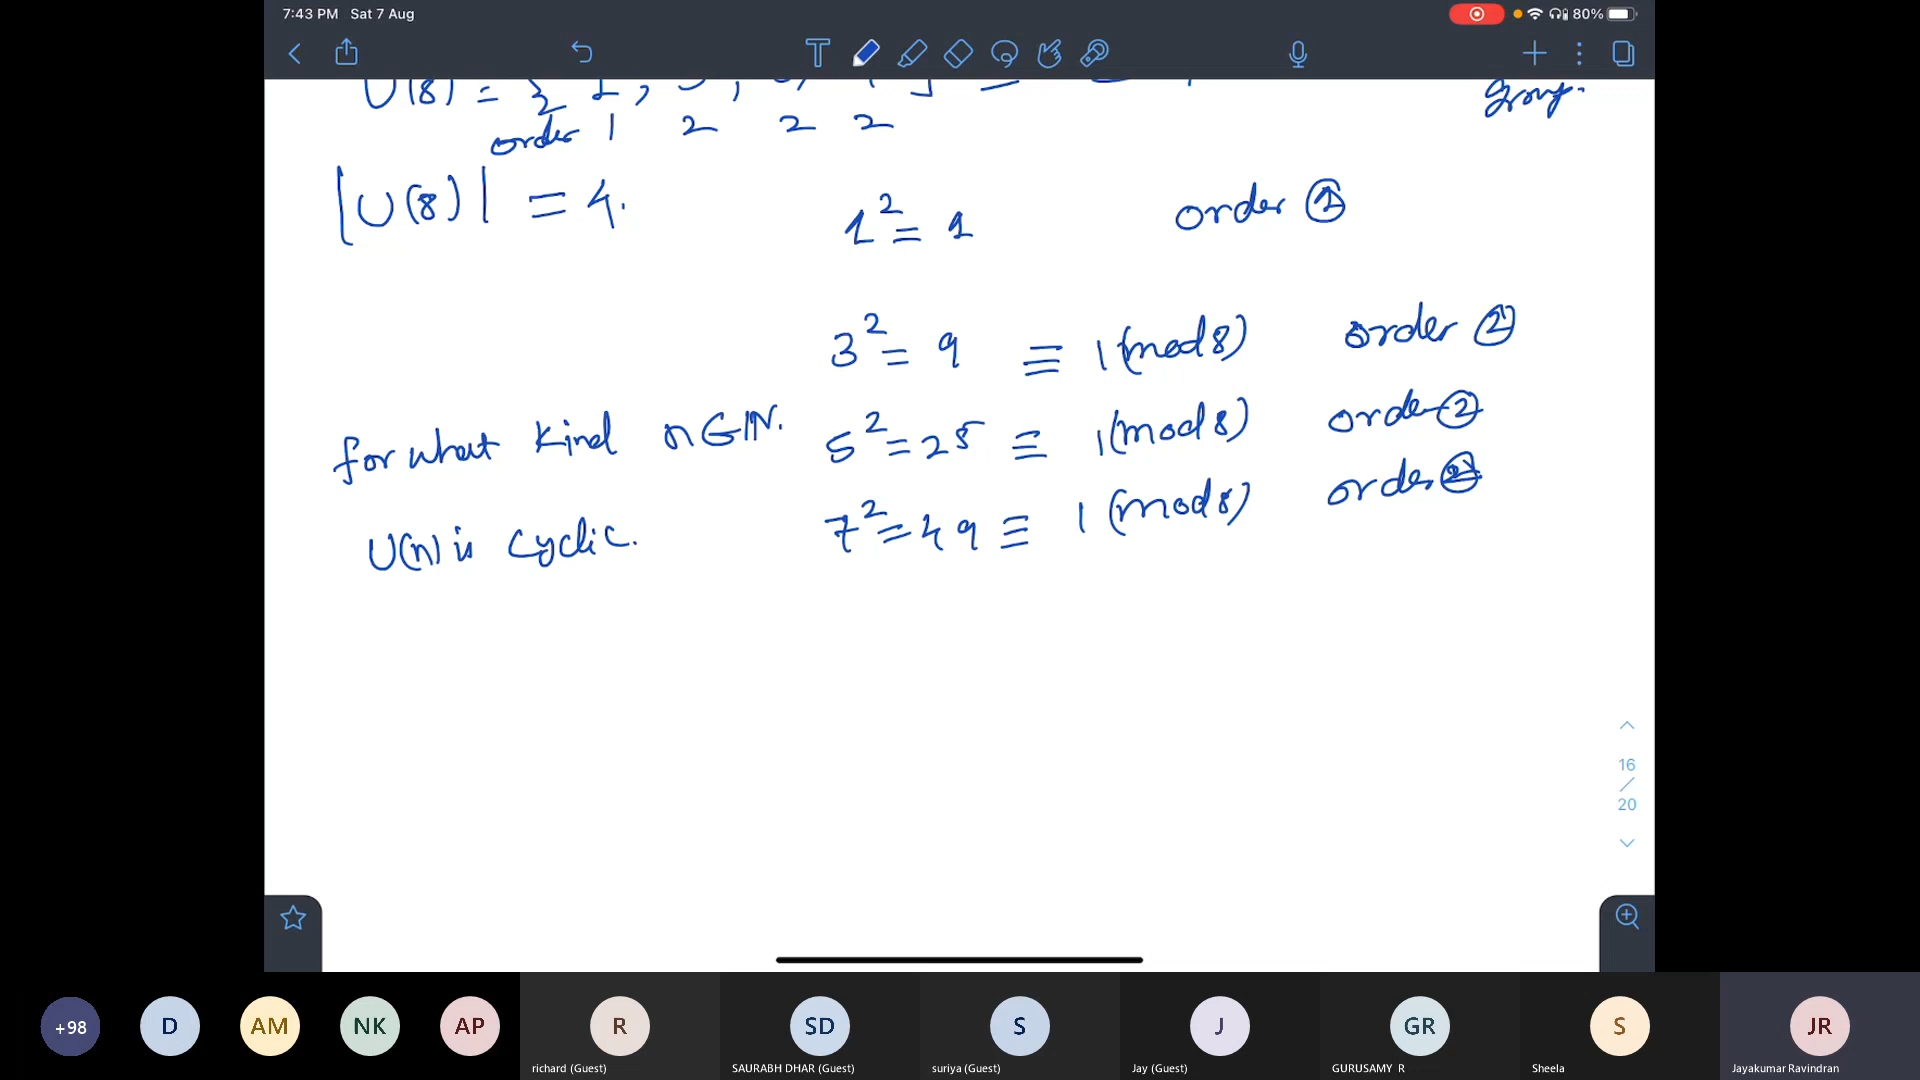 7:43 PM Sat 7 Aug
80%
T
U(8) = { 1 ,
group.
order 1 2 2 2
|U(8)| = 4.
1² = 1 order 1
3² = 9 ≡ 1 (mod 8) order 2
for what kind n ∈ IN. 5² = 25 ≡ 1 (mod 8) order 2
U(n) is cyclic. 7² = 49 ≡ 1 (mod 8) order 2
16
/
20
+98 D AM NK AP R SD S J GR S JR
richard (Guest) SAURABH DHAR (Guest) suriya (Guest) Jay (Guest) GURUSAMY R Sheela Jayakumar Ravindran